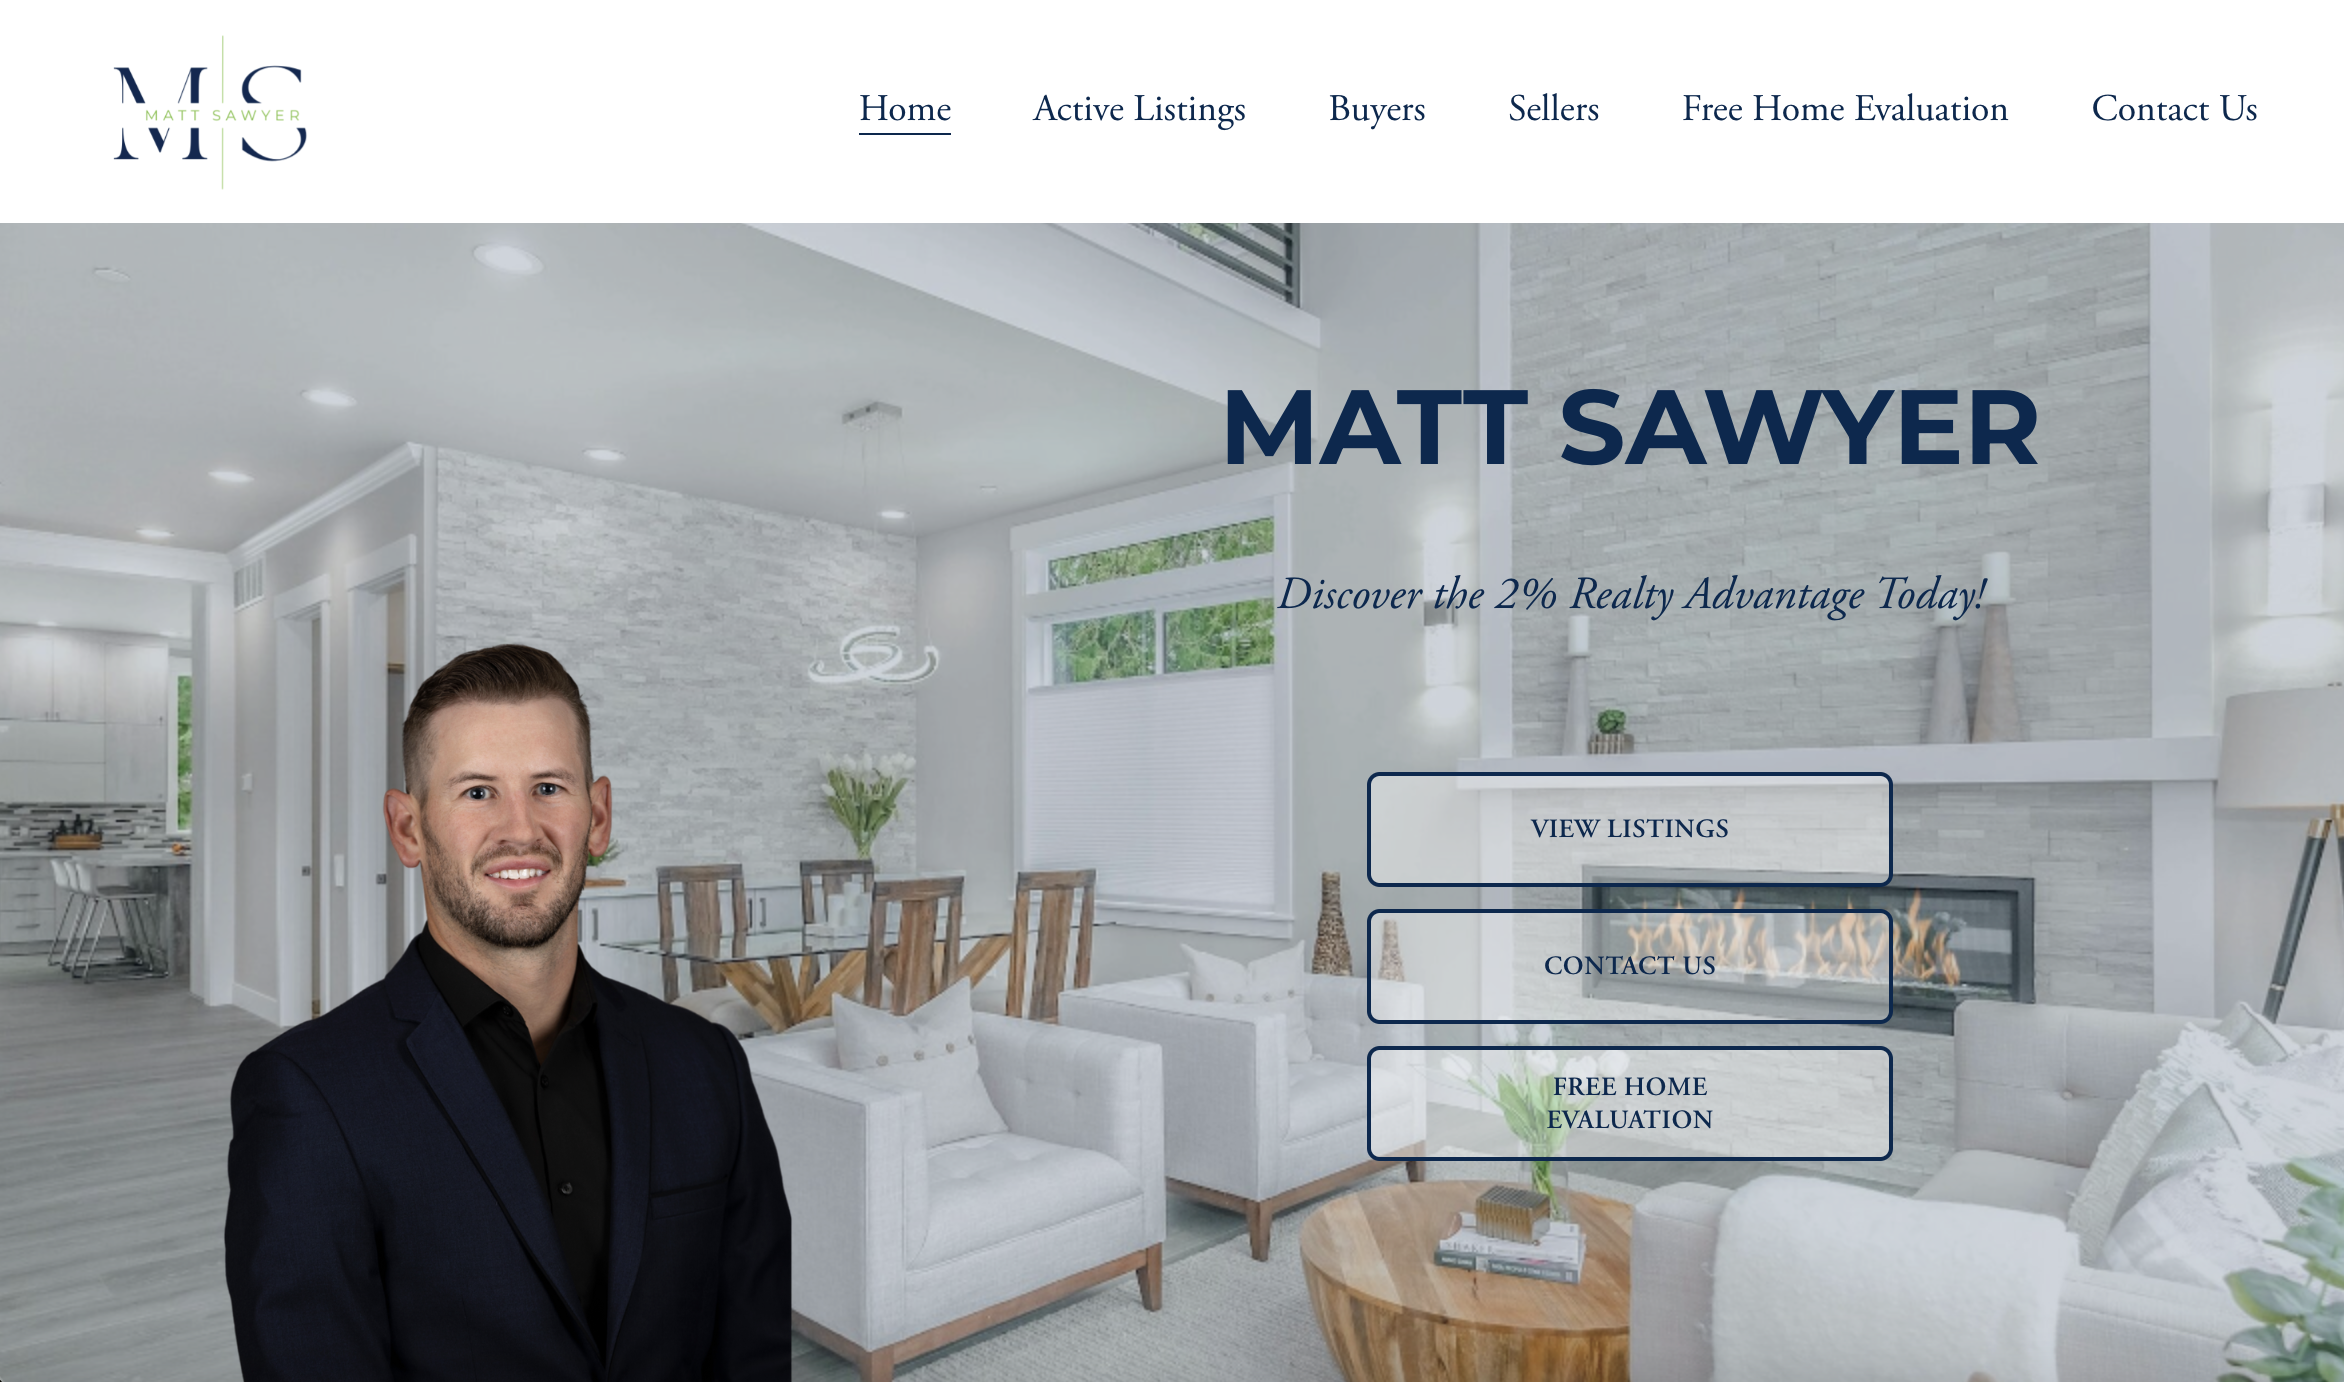 MS
MATT SAWYER
Home
Active Listings
Buyers
Sellers
Free Home Evaluation
Contact Us
MATT SAWYER
Discover the 2% Realty Advantage Today!
VIEW LISTINGS
CONTACT US
FREE HOME
EVALUATION